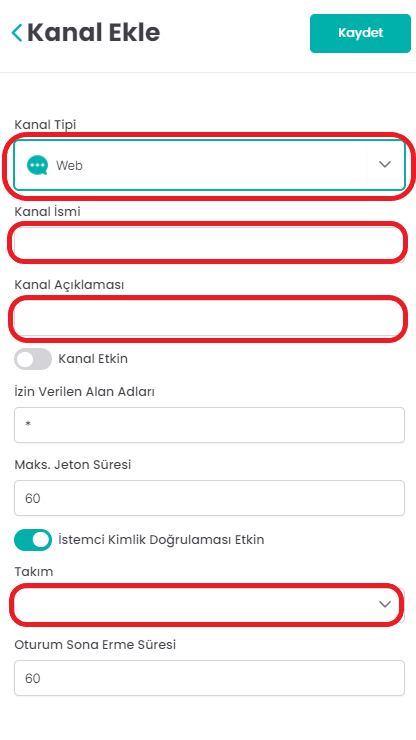 Kanal Ekle
Kaydet
Kanal Tipi
Web
Kanal İsmi
Kanal Açıklaması
Kanal Etkin
İzin Verilen Alan Adları
*
Maks. Jeton Süresi
60
İstemci Kimlik Doğrulaması Etkin
Takım
Oturum Sona Erme Süresi
60